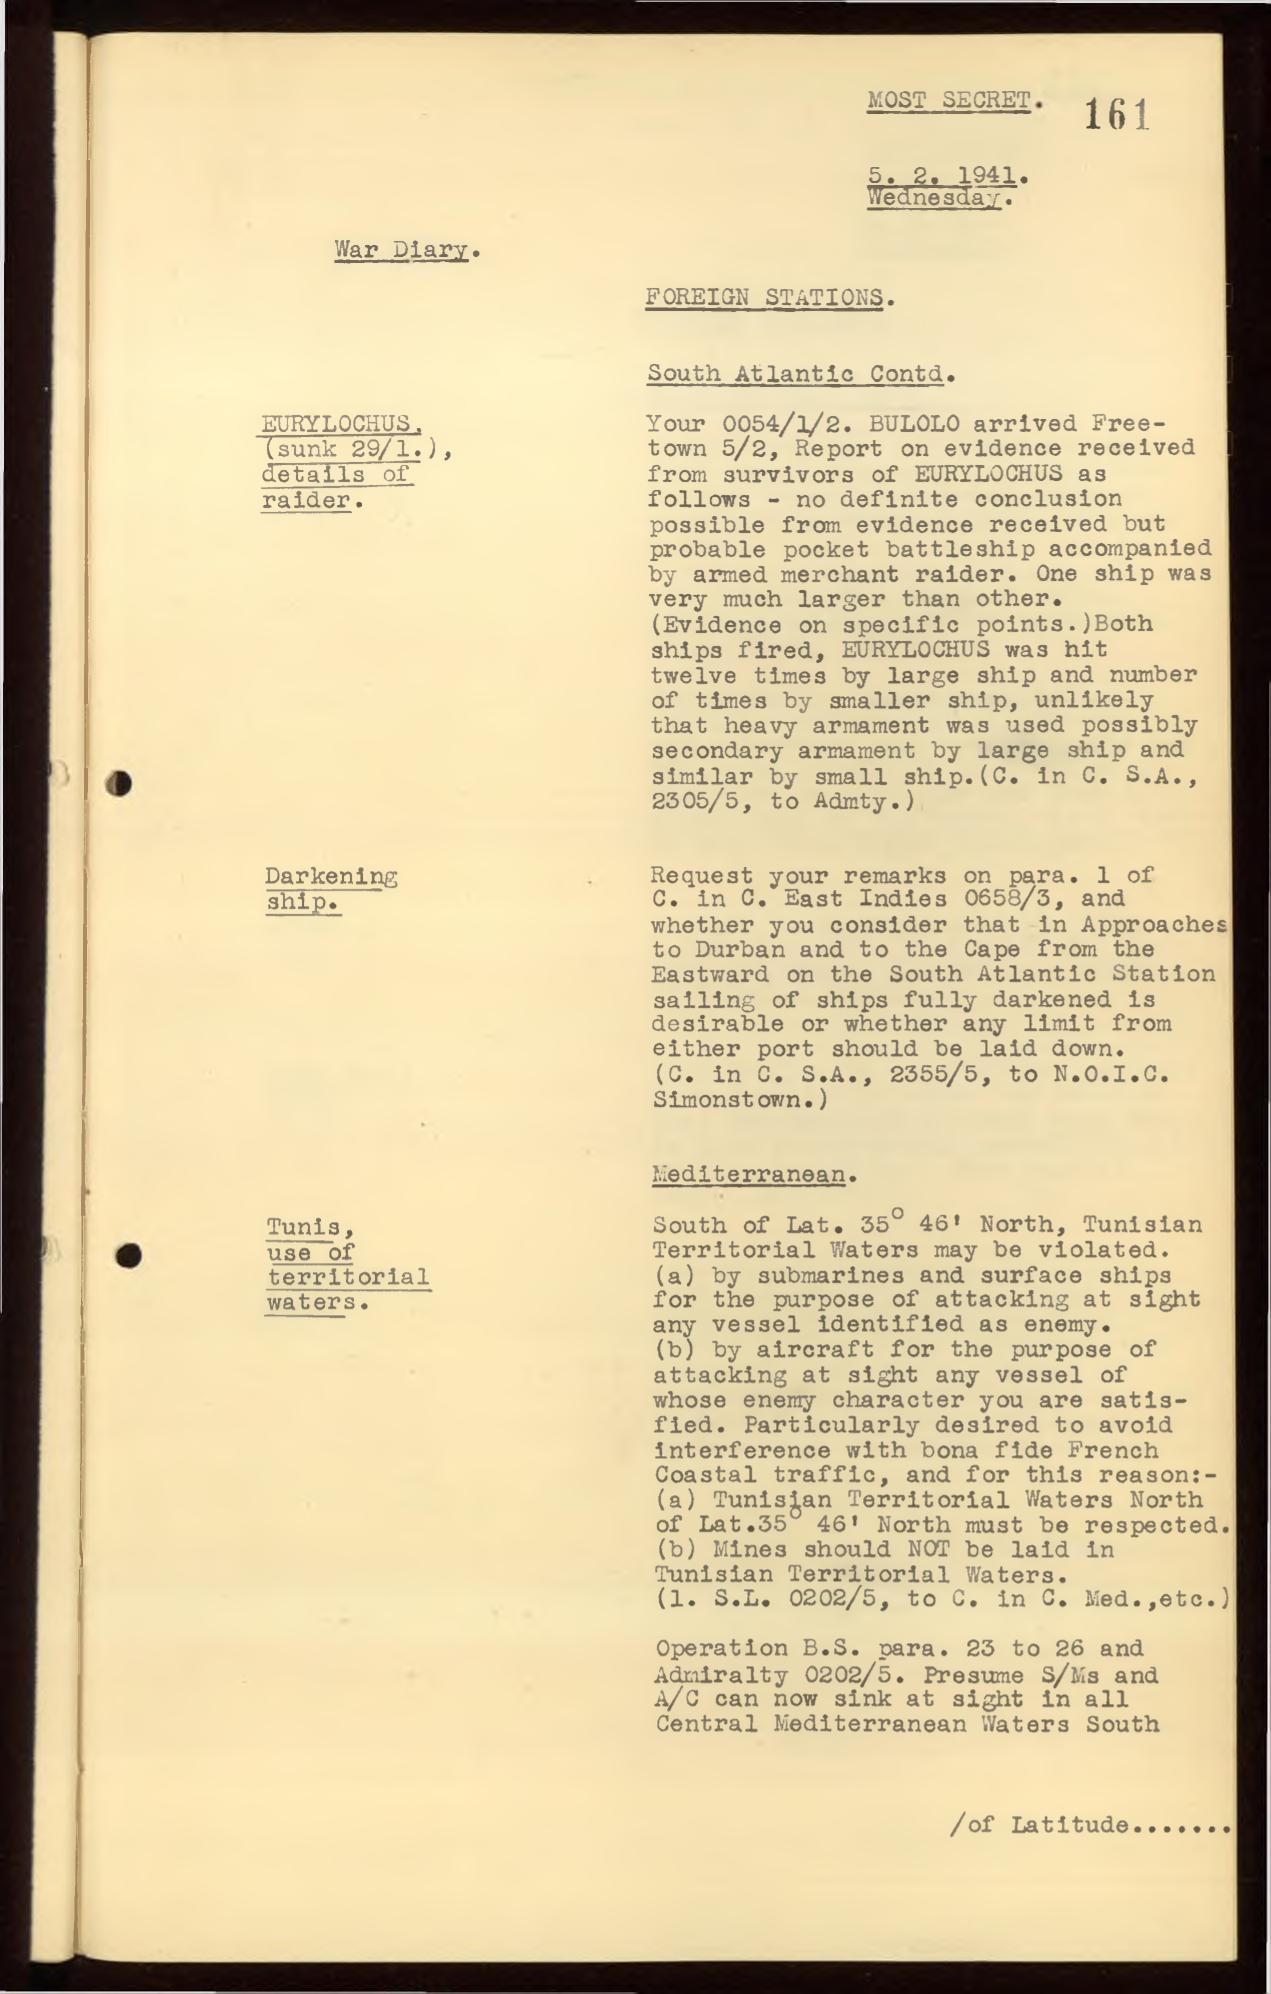 MOST SECRET.
161
5. 2. 1941.
Wednesday.
War Diary.
FOREIGN STATIONS.
South Atlantic Contd.
EURYLOCHUS,
(sunk 29/1.),
details of
raider.
Your 0054/1/2. BULOLO arrived Free-
town 5/2, Report on evidence received
from survivors of EURYLOCHUS as
follows - no definite conclusion
possible from evidence received but
probable pocket battleship accompanied
by armed merchant raider. One ship was
very much larger than other.
(Evidence on specific points.)Both
ships fired, EURYLOCHUS was hit
twelve times by large ship and number
of times by smaller ship, unlikely
that heavy armament was used possibly
secondary armament by large ship and
similar by small ship.(C. in C. S.A.,
2305/5, to Admty.)
Darkening
ship.
Request your remarks on para. 1 of
C. in C. East Indies 0658/3, and
whether you consider that in Approaches
to Durban and to the Cape from the
Eastward on the South Atlantic Station
sailing of ships fully darkened is
desirable or whether any limit from
either port should be laid down.
(C. in C. S.A., 2355/5, to N.O.I.C.
Simonstown.)
Mediterranean.
Tunis,
use of
territorial
waters.
South of Lat. 35° 46' North, Tunisian
Territorial Waters may be violated.
(a) by submarines and surface ships
for the purpose of attacking at sight
any vessel identified as enemy.
(b) by aircraft for the purpose of
attacking at sight any vessel of
whose enemy character you are satis-
fied. Particularly desired to avoid
interference with bona fide French
Coastal traffic, and for this reason:-
(a) Tunisian Territorial Waters North
of Lat.35° 46' North must be respected.
(b) Mines should NOT be laid in
Tunisian Territorial Waters.
(1. S.L. 0202/5, to C. in C. Med.,etc.)
Operation B.S. para. 23 to 26 and
Admiralty 0202/5. Presume S/Ms and
A/C can now sink at sight in all
Central Mediterranean Waters South
/of Latitude.......